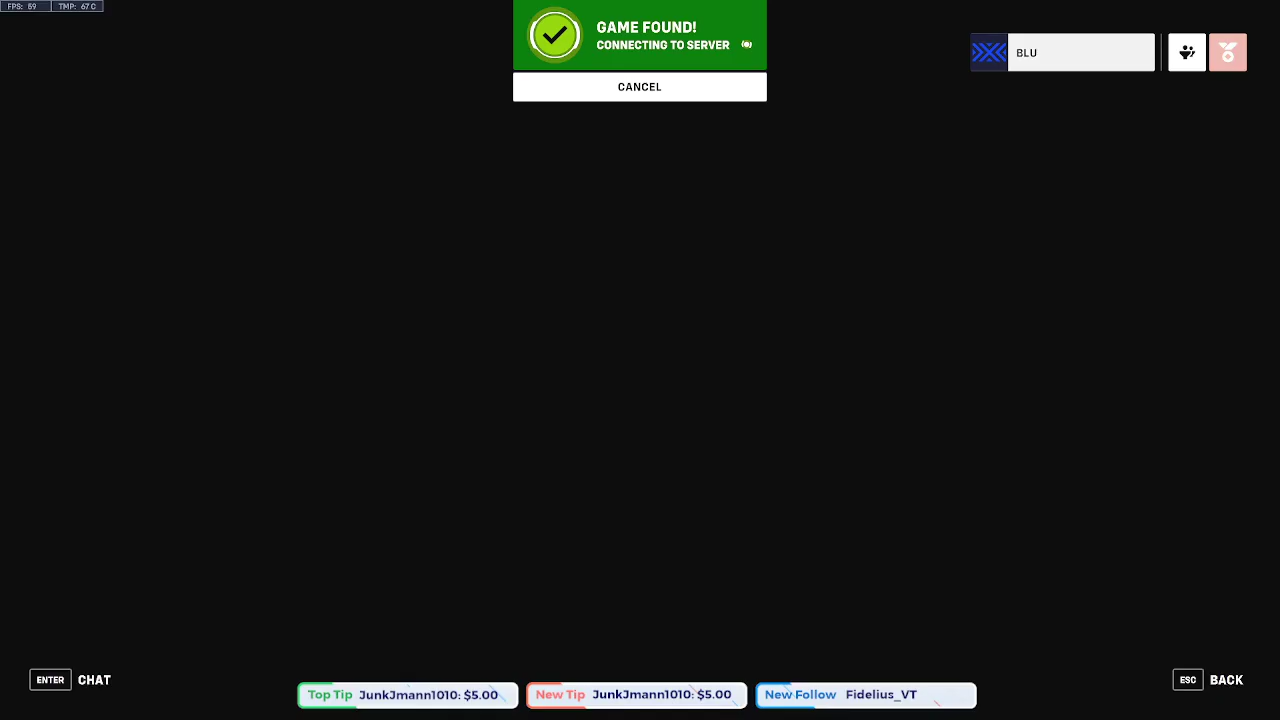 FPS: 59 TMP: 67 C
GAME FOUND!
CONNECTING TO SERVER
CANCEL
BLU
ENTER CHAT
ESC BACK
Top Tip JunkJmann1010: $5.00
New Tip JunkJmann1010: $5.00
New Follow Fidelius_VT